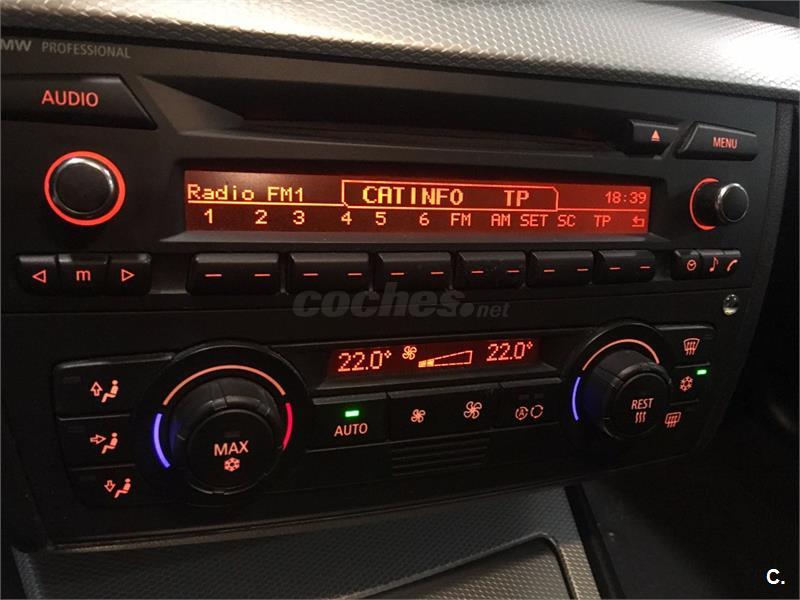 BMW PROFESSIONAL
AUDIO
MENU
Radio FM1 CATINFO TP 18:39
1 2 3 4 5 6 FM AM SET SC TP
m
coches.net
22.0° 22.0°
AUTO
A
MAX
REST
C.